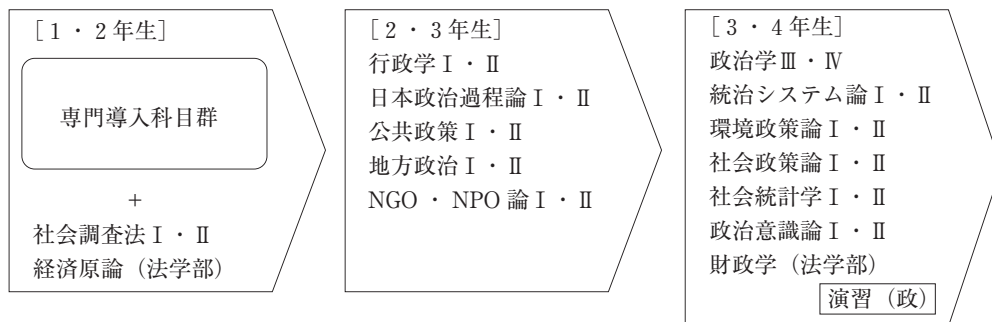 [1・2年生]
専門導入科目群
+
社会調査法Ⅰ・Ⅱ
経済原論（法学部）
[2・3年生]
行政学Ⅰ・Ⅱ
日本政治過程論Ⅰ・Ⅱ
公共政策Ⅰ・Ⅱ
地方政治Ⅰ・Ⅱ
NGO・NPO論Ⅰ・Ⅱ
[3・4年生]
政治学Ⅲ・Ⅳ
統治システム論Ⅰ・Ⅱ
環境政策論Ⅰ・Ⅱ
社会政策論Ⅰ・Ⅱ
社会統計学Ⅰ・Ⅱ
政治意識論Ⅰ・Ⅱ
財政学（法学部）
演習（政）